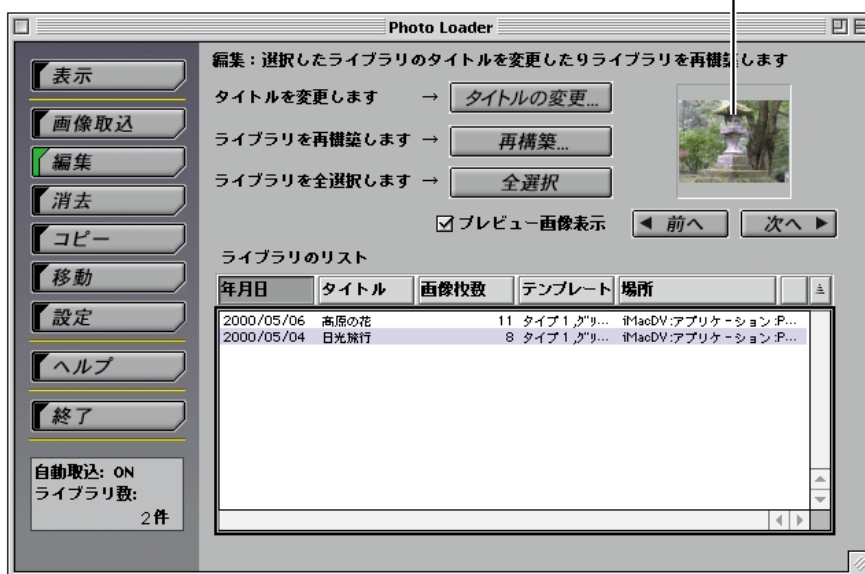 Photo Loader
表示
画像取込
編集
消去
コピー
移動
設定
ヘルプ
終了
自動取込: ON
ライブラリ数:
2件
編集：選択したライブラリのタイトルを変更したりライブラリを再構築します
タイトルを変更します → タイトルの変更...
ライブラリを再構築します → 再構築...
ライブラリを全選択します → 全選択
プレビュー画像表示 ◀ 前へ 次へ ▶
ライブラリのリスト
年月日 タイトル 画像枚数 テンプレート 場所
2000/05/06 高原の花 11 タイプ1,グリ... iMacDV:アプリケーション:P...
2000/05/04 日光旅行 8 タイプ1,グリ... iMacDV:アプリケーション:P...